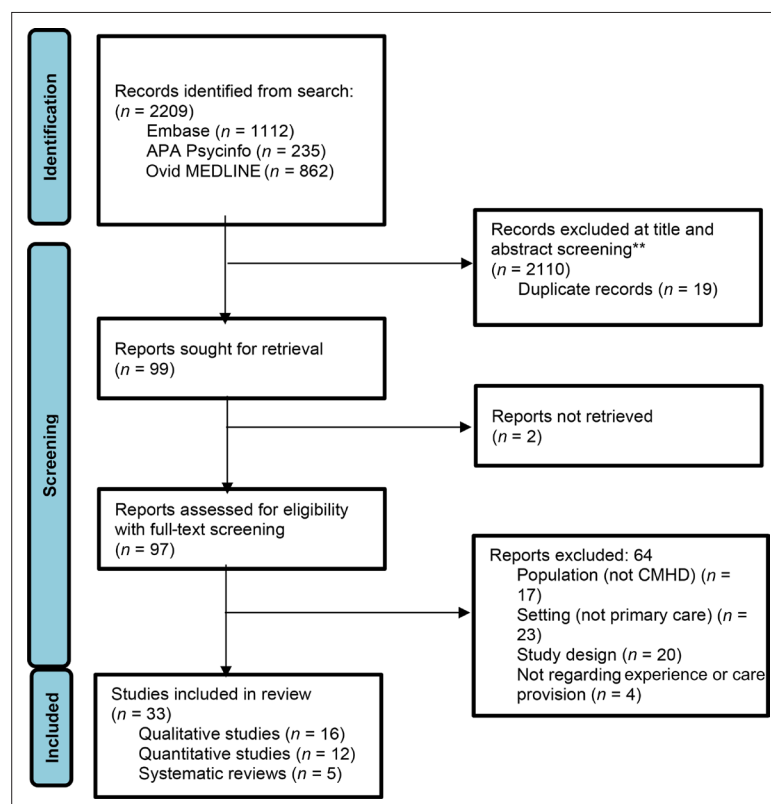 Identification
Records identified from search:
(n = 2209)
Embase (n = 1112)
APA Psycinfo (n = 235)
Ovid MEDLINE (n = 862)
Records excluded at title and
abstract screening**
(n = 2110)
Duplicate records (n = 19)
Screening
Reports sought for retrieval
(n = 99)
Reports not retrieved
(n = 2)
Reports assessed for eligibility
with full-text screening
(n = 97)
Reports excluded: 64
Population (not CMHD) (n =
17)
Setting (not primary care) (n =
23)
Study design (n = 20)
Not regarding experience or care
provision (n = 4)
Included
Studies included in review
(n = 33)
Qualitative studies (n = 16)
Quantitative studies (n = 12)
Systematic reviews (n = 5)